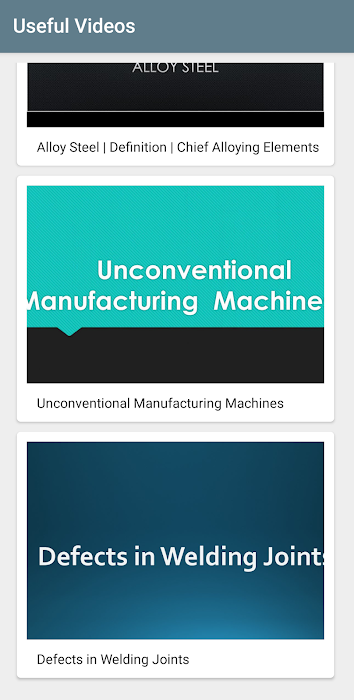 Useful Videos
ALLOY STEEL
Alloy Steel | Definition | Chief Alloying Elements
Unconventional
Manufacturing Machine
Unconventional Manufacturing Machines
Defects in Welding Joints
Defects in Welding Joints